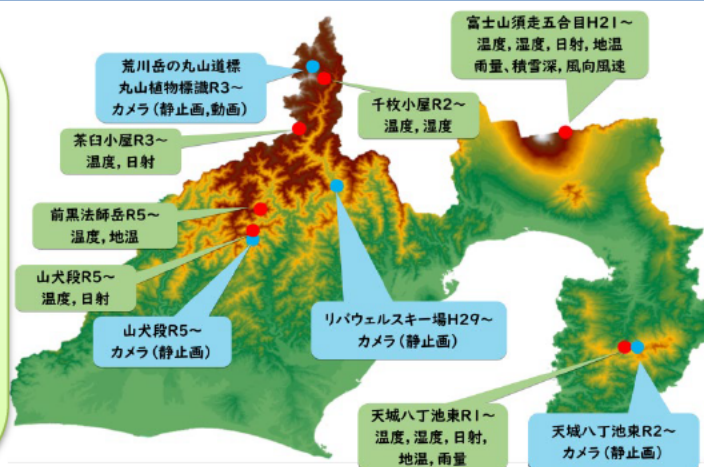 富士山須走五合目H21～
温度,湿度,日射,地温
雨量、積雪深,風向風速
荒川岳の丸山道標
丸山植物標識R3～
カメラ(静止画,動画)
千枚小屋R2～
温度,湿度
茶臼小屋R3～
温度,日射
前黒法師岳R5～
温度,地温
山犬段R5～
温度,日射
山犬段R5～
カメラ(静止画)
リバウェルスキー場H29～
カメラ(静止画)
天城八丁池東R1～
温度,湿度,日射,
地温,雨量
天城八丁池東R2～
カメラ(静止画)